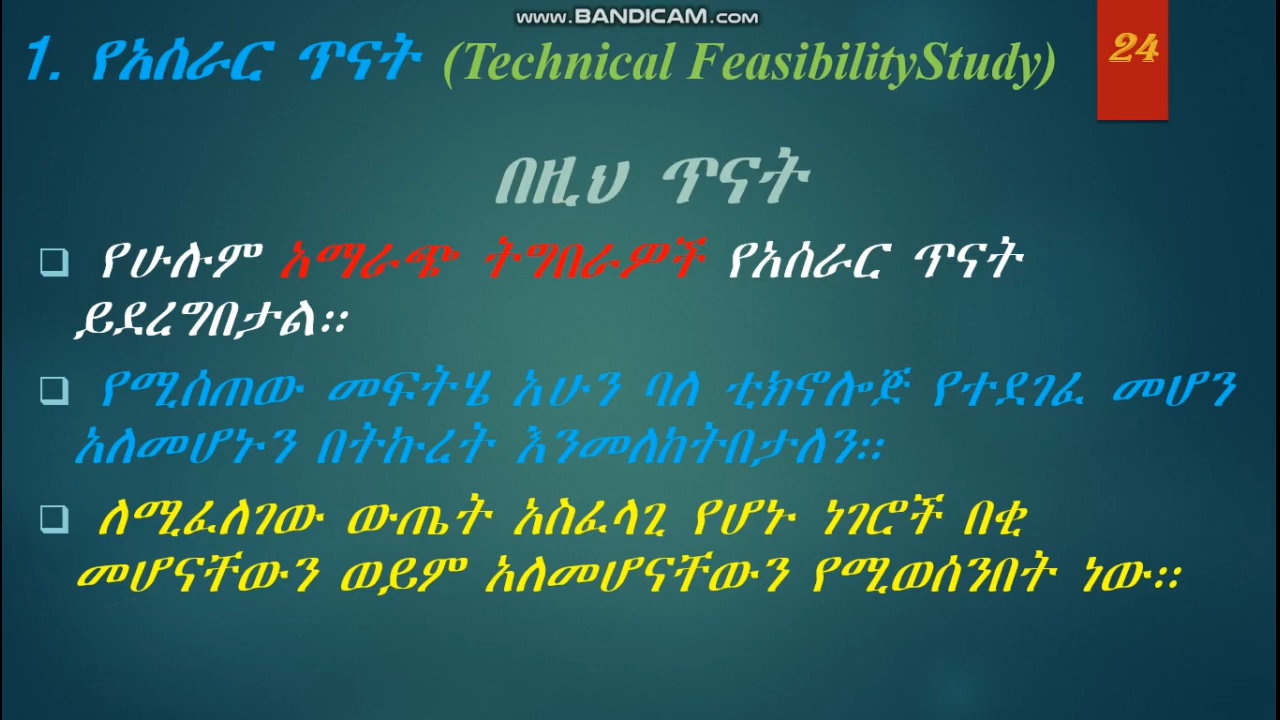 www.BANDICAM.com
1. የአሰራር ጥናት (Technical FeasibilityStudy)
24
በዚህ ጥናት
የሁሉም አማራጭ ትግበራዎች የአሰራር ጥናት
ይደረግበታል።
የሚሰጠው መፍትሄ አሁን ባለ ቲክኖሎጅ የተደገፈ መሆን
አለመሆኑን በትኩረት እንመለከትበታለን።
ለሚፈለገው ውጤት አስፈላጊ የሆኑ ነገሮች በቂ
መሆናቸውን ወይም አለመሆናቸውን የሚወሰንበት ነው።